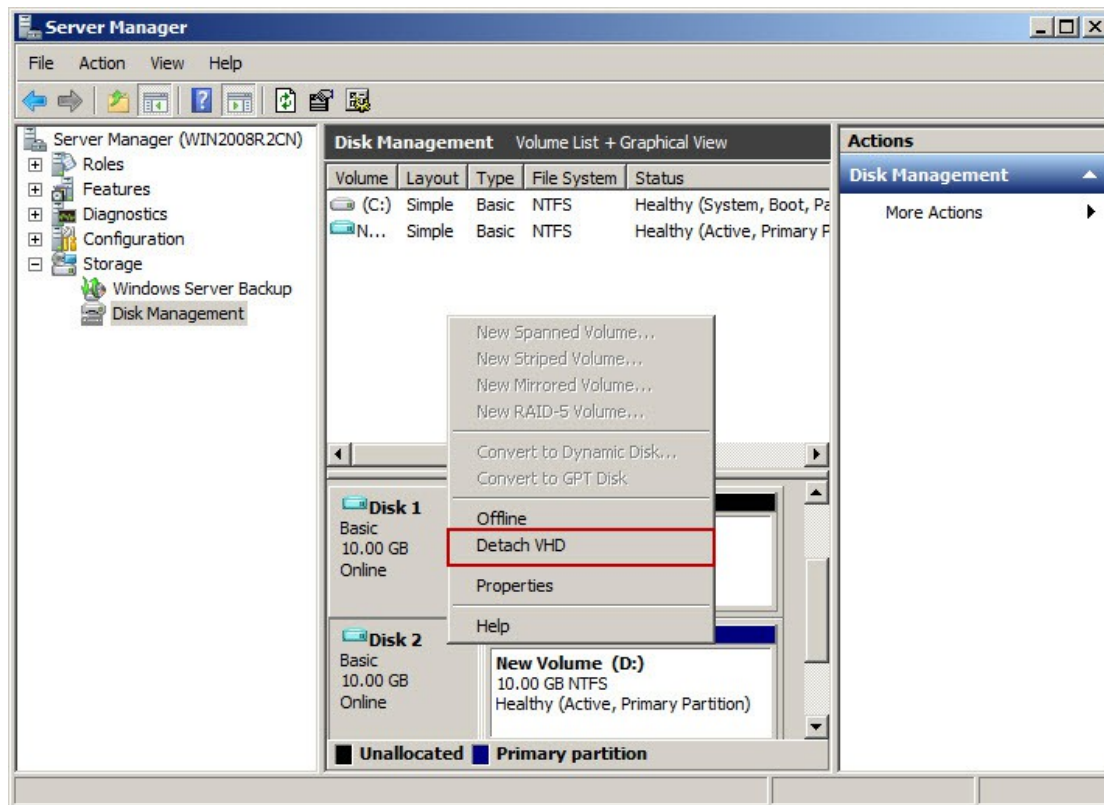 Server Manager
File Action View Help
Server Manager (WIN2008R2CN)
Roles
Features
Diagnostics
Configuration
Storage
Windows Server Backup
Disk Management
Disk Management Volume List + Graphical View
Volume Layout Type File System Status
(C:) Simple Basic NTFS Healthy (System, Boot, Pa
N... Simple Basic NTFS Healthy (Active, Primary P
New Spanned Volume...
New Striped Volume...
New Mirrored Volume...
New RAID-5 Volume...
Convert to Dynamic Disk...
Convert to GPT Disk
Offline
Detach VHD
Properties
Help
Disk 1
Basic
10.00 GB
Online
Disk 2
Basic
10.00 GB
Online
New Volume (D:)
10.00 GB NTFS
Healthy (Active, Primary Partition)
Unallocated Primary partition
Actions
Disk Management
More Actions